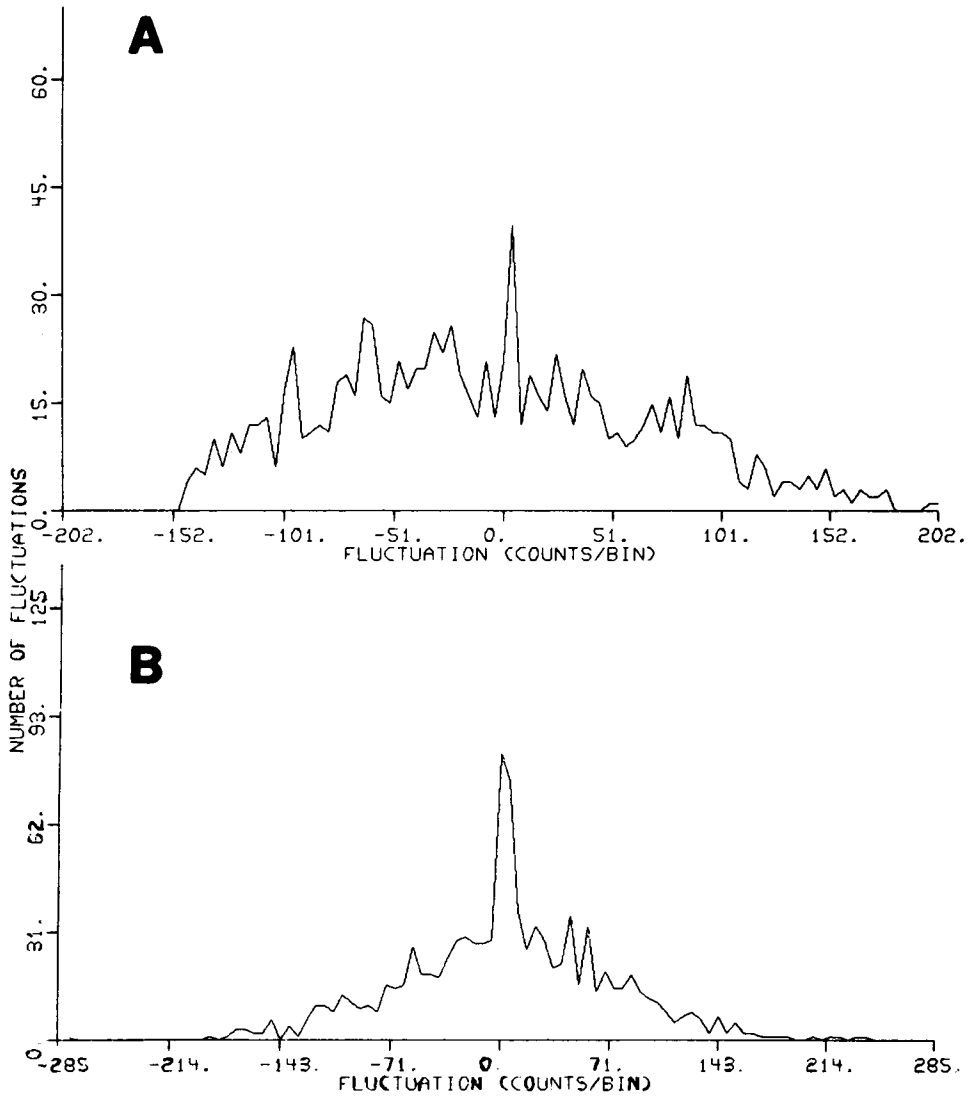 A
60.
45.
30.
15.
0.
-202. -152. -101. -51. 0. 51. 101. 152. 202.
FLUCTUATION (COUNTS/BIN)
NUMBER OF FLUCTUATIONS
B
125
93.
62.
31.
0.
-285 -214. -143. -71. 0. 71. 143. 214. 285.
FLUCTUATION (COUNTS/BIN)